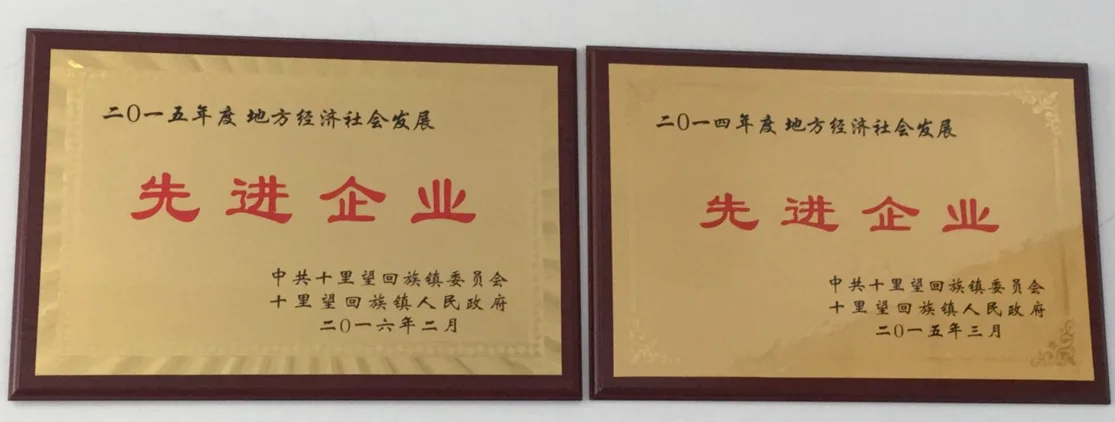 二〇一五年度 地方经济社会发展
先进企业
中共十里望回族镇委员会
十里望回族镇人民政府
二〇一六年二月
二〇一四年度 地方经济社会发展
先进企业
中共十里望回族镇委员会
十里望回族镇人民政府
二〇一五年三月